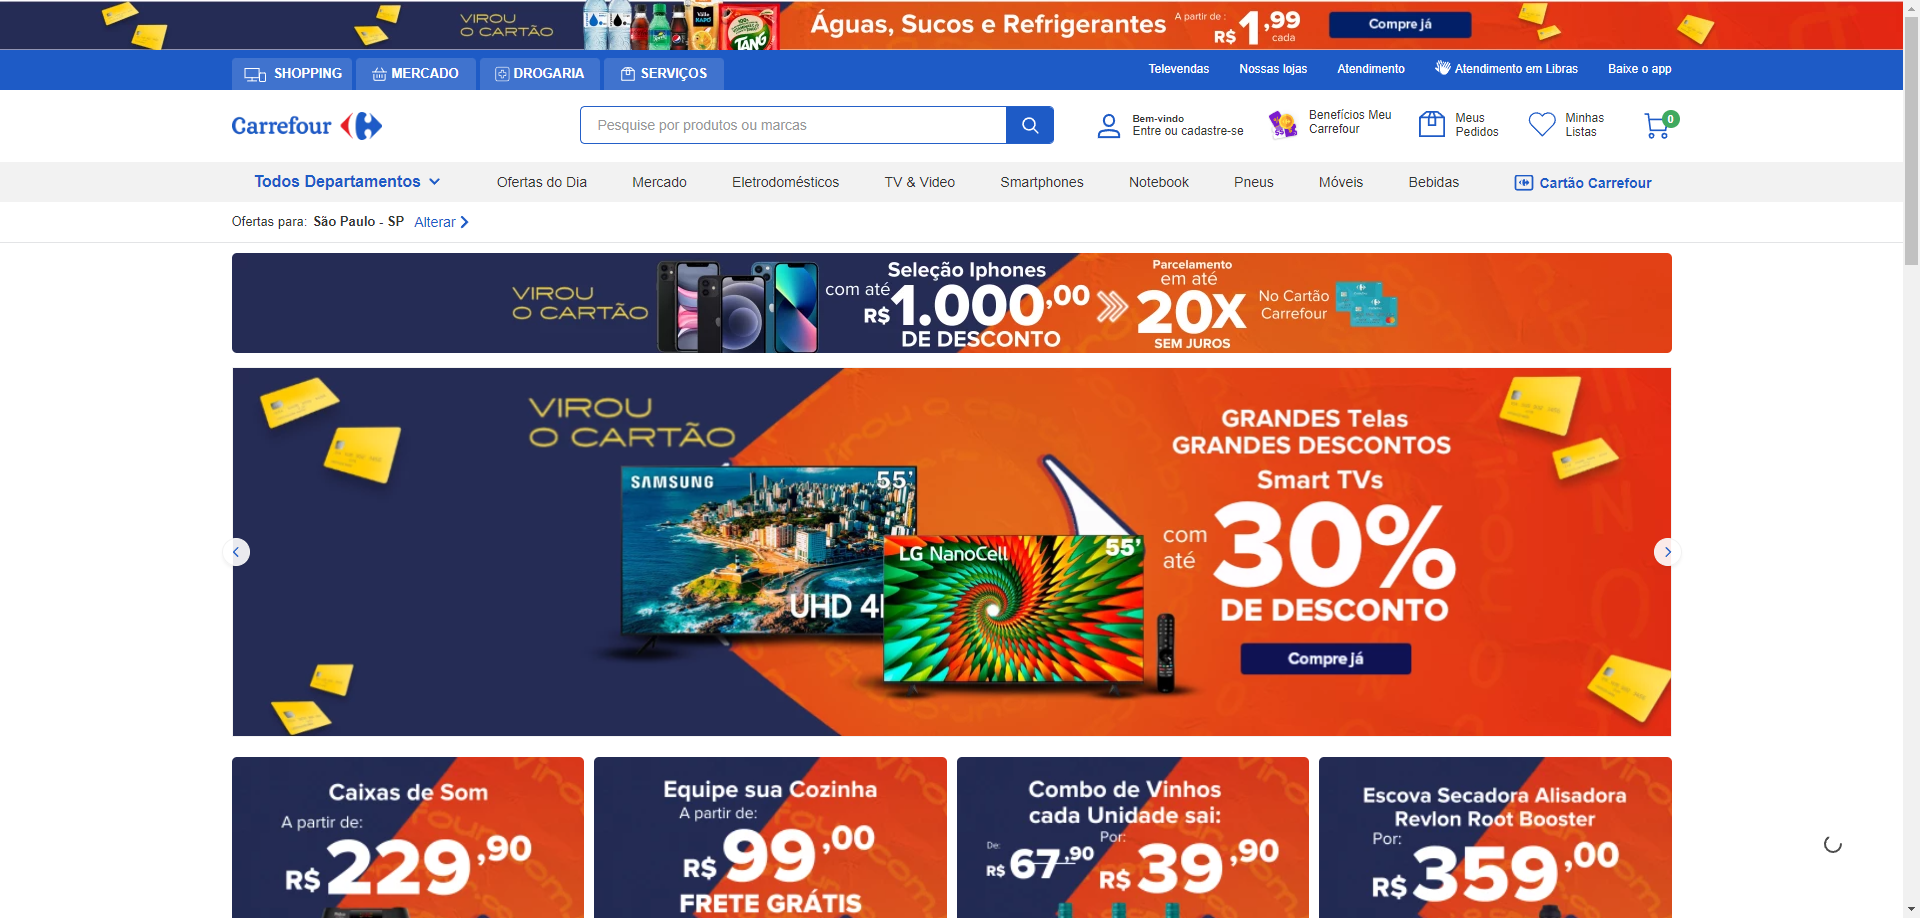 VIROU
O CARTÃO
TANG
Águas, Sucos e Refrigerantes
A partir de :
R$ 1,99
cada
Compre já
SHOPPING
MERCADO
DROGARIA
SERVIÇOS
Televendas
Nossas lojas
Atendimento
Atendimento em Libras
Baixe o app
Carrefour
Pesquise por produtos ou marcas
Bem-vindo
Entre ou cadastre-se
Benefícios Meu
Carrefour
Meus
Pedidos
Minhas
Listas
0
Todos Departamentos
Ofertas do Dia
Mercado
Eletrodomésticos
TV & Video
Smartphones
Notebook
Pneus
Móveis
Bebidas
Cartão Carrefour
Ofertas para: São Paulo - SP Alterar
VIROU
O CARTÃO
Seleção Iphones
com até
R$ 1.000,00
DE DESCONTO
Parcelamento
em até
20X
SEM JUROS
No Cartão
Carrefour
VIROU
O CARTÃO
SAMSUNG
55'
UHD 4
LG NanoCell
55'
GRANDES Telas
GRANDES DESCONTOS
Smart TVs
com
até
30%
DE DESCONTO
Compre já
Caixas de Som
A partir de:
R$ 229,90
Equipe sua Cozinha
A partir de:
R$ 99,00
FRETE GRÁTIS
Combo de Vinhos
cada Unidade sai:
De:
R$ 67,90
Por:
R$ 39,90
Escova Secadora Alisadora
Revlon Root Booster
Por:
R$ 359,00